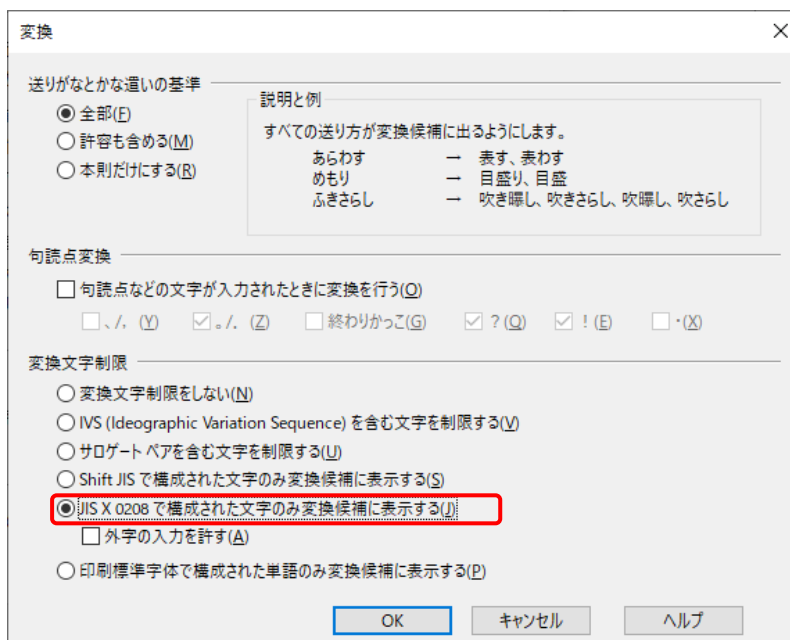 変換
送りがなとかな遣いの基準
全部(F)
許容も含める(M)
本則だけにする(R)
説明と例
すべての送り方が変換候補に出るようにします。
あらわす → 表す、表わす
めもり → 目盛り、目盛
ふきさらし → 吹き曝し、吹きさらし、吹曝し、吹さらし
句読点変換
句読点などの文字が入力されたときに変換を行う(O)
、/，(Y) 。/．(Z) 終わりかっこ(G) ？(Q) ！(E) ・(X)
変換文字制限
変換文字制限をしない(N)
IVS (Ideographic Variation Sequence) を含む文字を制限する(V)
サロゲート ペアを含む文字を制限する(U)
Shift JIS で構成された文字のみ変換候補に表示する(S)
JIS X 0208 で構成された文字のみ変換候補に表示する(J)
外字の入力を許す(A)
印刷標準字体で構成された単語のみ変換候補に表示する(P)
OK キャンセル ヘルプ